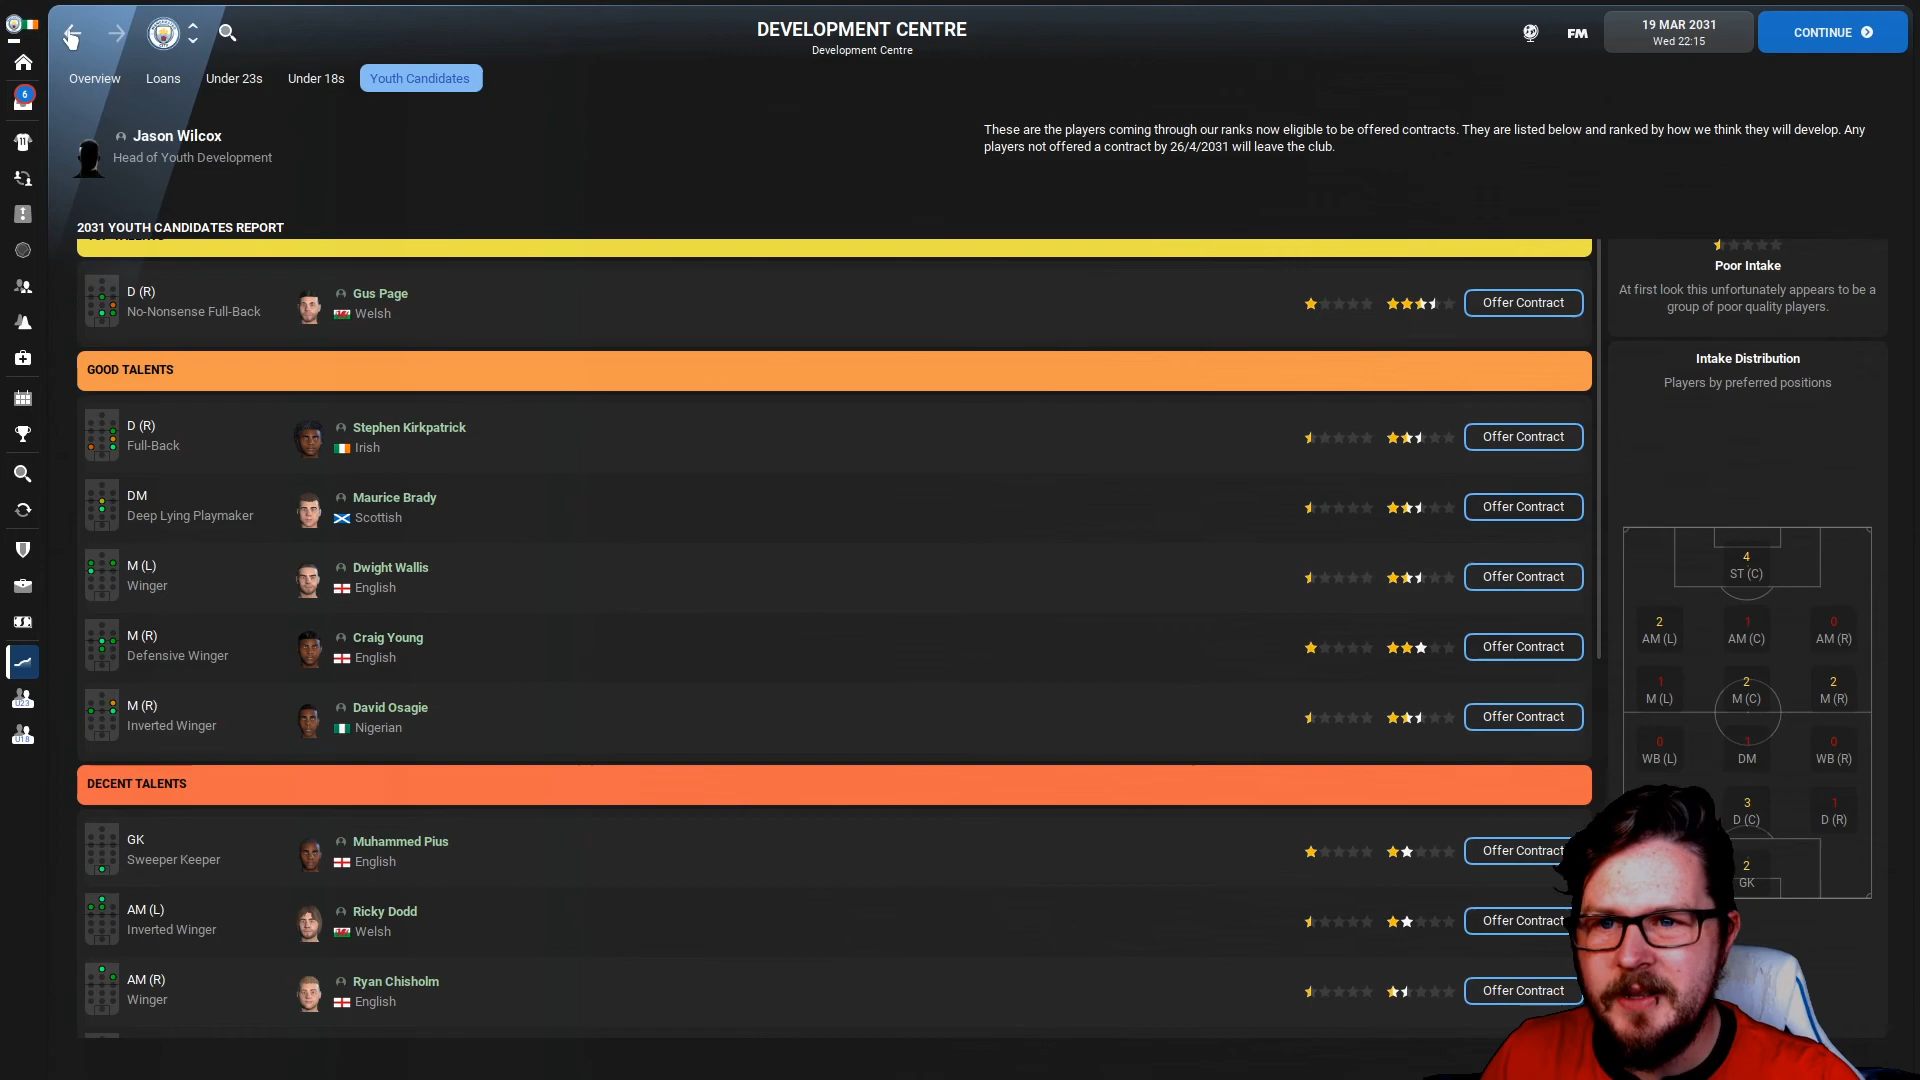 DEVELOPMENT CENTRE
Development Centre
FM
19 MAR 2031
Wed 22:15
CONTINUE
6
Overview
Loans
Under 23s
Under 18s
Youth Candidates
Jason Wilcox
Head of Youth Development
These are the players coming through our ranks now eligible to be offered contracts. They are listed below and ranked by how we think they will develop. Any
players not offered a contract by 26/4/2031 will leave the club.
2031 YOUTH CANDIDATES REPORT
D (R)
No-Nonsense Full-Back
Gus Page
Welsh
Offer Contract
GOOD TALENTS
D (R)
Full-Back
Stephen Kirkpatrick
Irish
Offer Contract
DM
Deep Lying Playmaker
Maurice Brady
Scottish
Offer Contract
M (L)
Winger
Dwight Wallis
English
Offer Contract
M (R)
Defensive Winger
Craig Young
English
Offer Contract
M (R)
Inverted Winger
David Osagie
Nigerian
Offer Contract
DECENT TALENTS
GK
Sweeper Keeper
Muhammed Pius
English
Offer Contract
AM (L)
Inverted Winger
Ricky Dodd
Welsh
Offer Contract
AM (R)
Winger
Ryan Chisholm
English
Offer Contract
Poor Intake
At first look this unfortunately appears to be a
group of poor quality players.
Intake Distribution
Players by preferred positions
4
ST (C)
2
AM (L)
1
AM (C)
0
AM (R)
1
M (L)
2
M (C)
2
M (R)
0
WB (L)
1
DM
0
WB (R)
3
D (C)
1
D (R)
2
GK
11
U23
U18